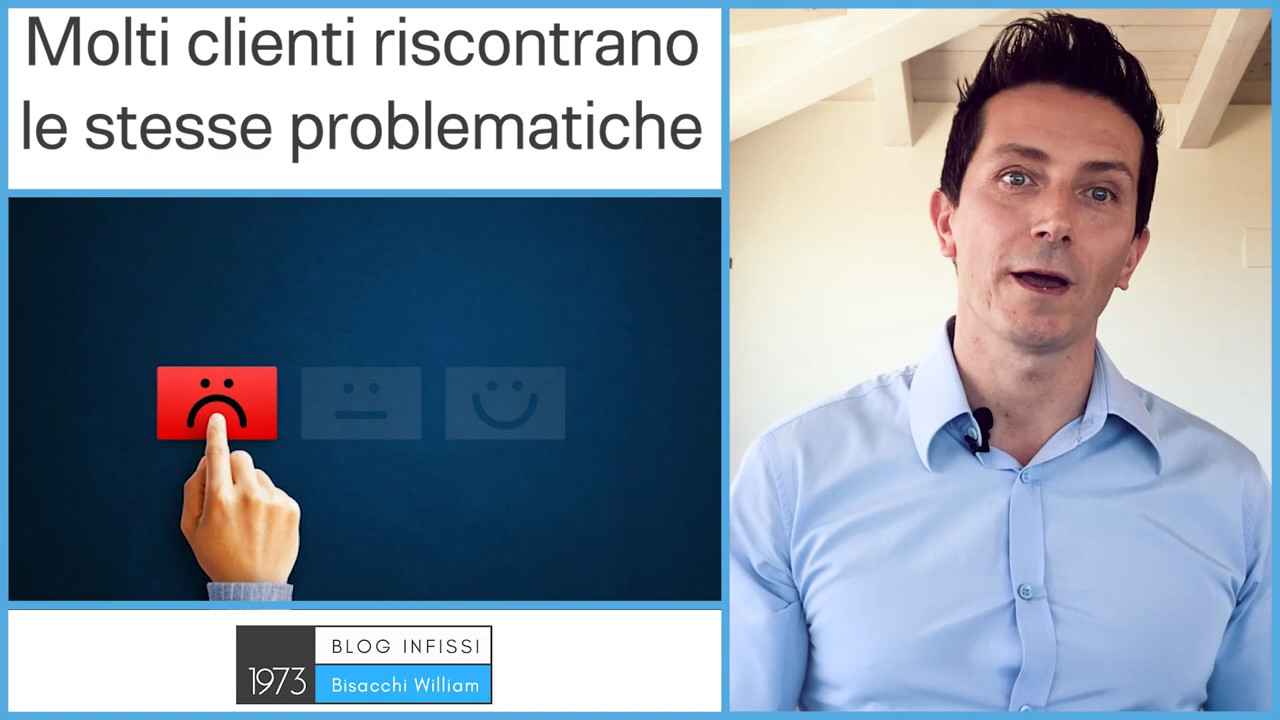 Molti clienti riscontrano
le stesse problematiche
1973
BLOG INFISSI
Bisacchi William